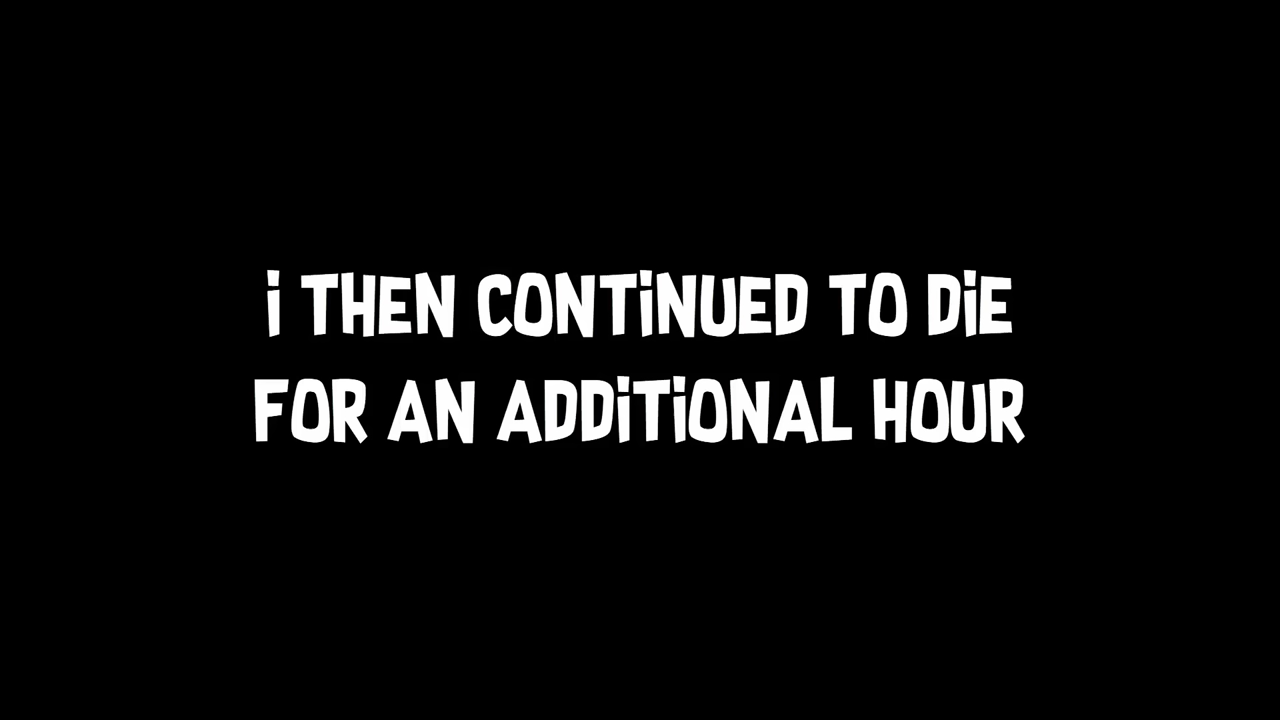 i THEN CONTiNUED TO DiE
FOR AN ADDiTiONAL HOUR